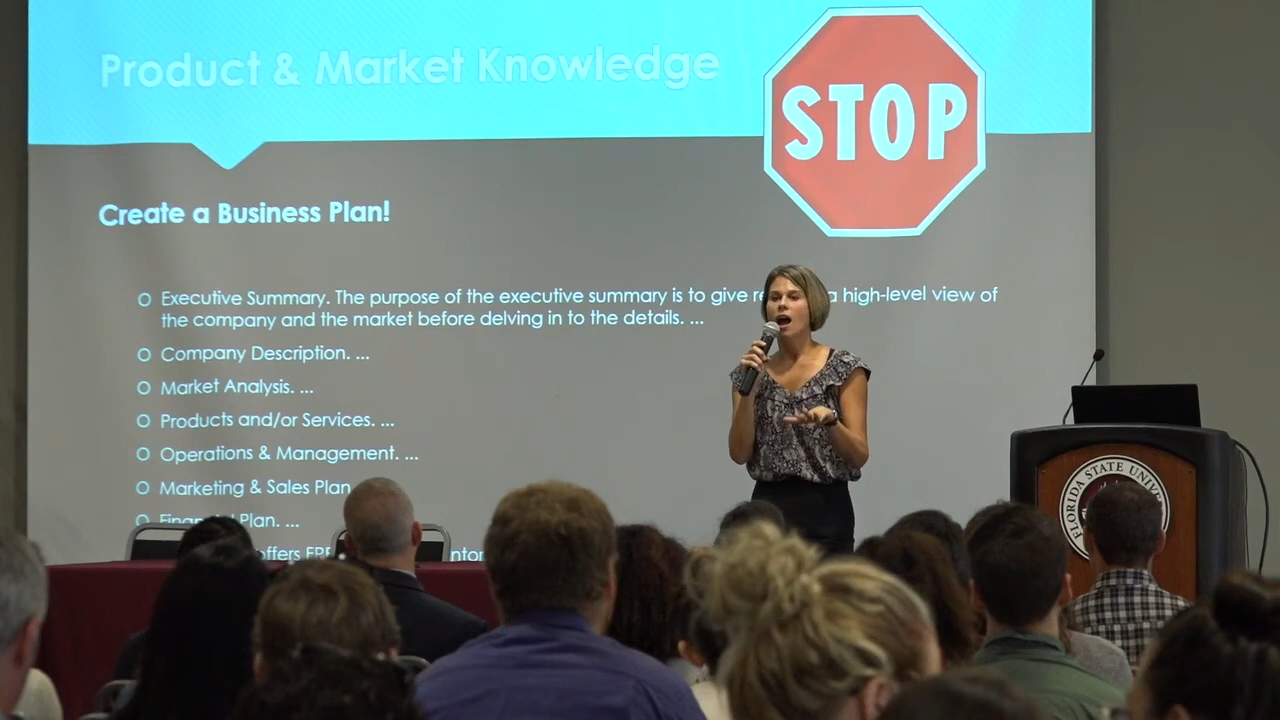 Product & Market Knowledge
STOP
Create a Business Plan!
Executive Summary. The purpose of the executive summary is to give a high-level view of
the company and the market before delving in to the details. ...
Company Description. ...
Market Analysis. ...
Products and/or Services. ...
Operations & Management. ...
Marketing & Sales Plan
Plan. ...
offers
FLORIDA STATE